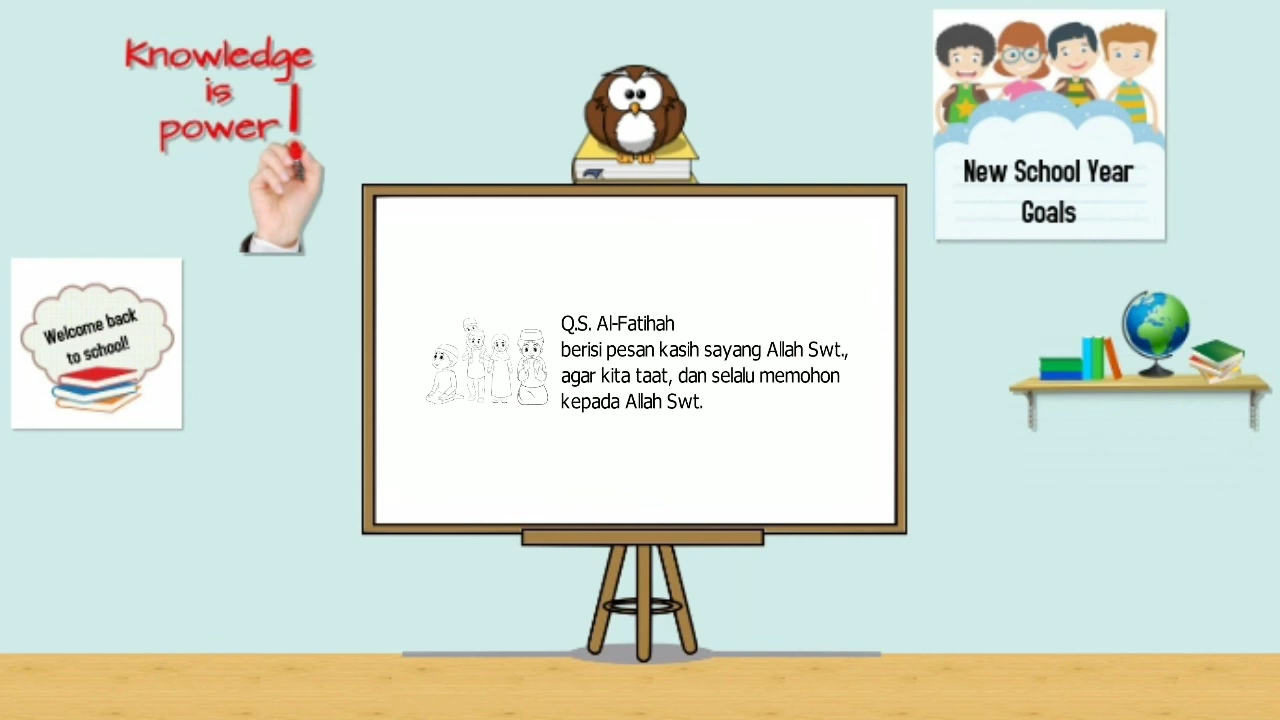 Knowledge
is
power!
New School Year
Goals
Welcome back
to school!
Q.S. Al-Fatihah
berisi pesan kasih sayang Allah Swt.,
agar kita taat, dan selalu memohon
kepada Allah Swt.